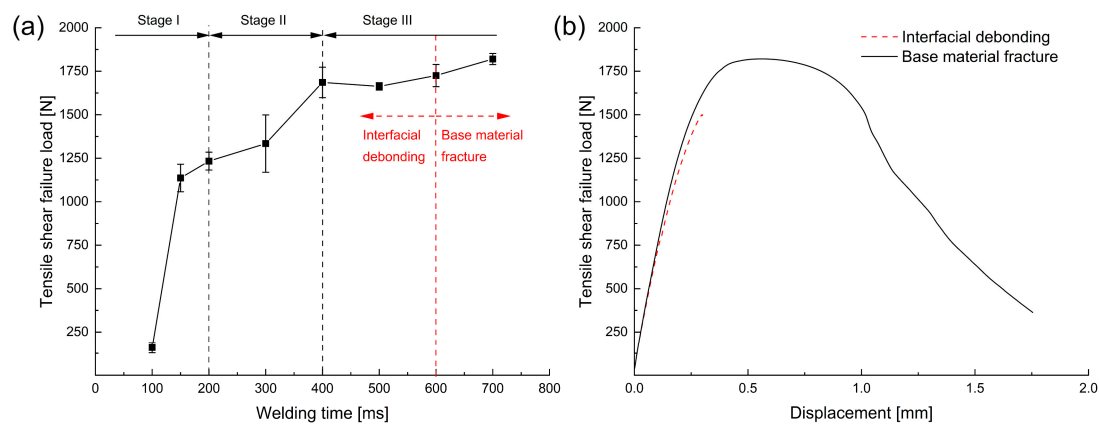 (a)
Stage I
Stage II
Stage III
2000
1750
1500
1250
1000
750
500
250
Tensile shear failure load [N]
Interfacial
debonding
Base material
fracture
0
100
200
300
400
500
600
700
800
Welding time [ms]
(b)
Interfacial debonding
Base material fracture
2000
1750
1500
1250
1000
750
500
250
Tensile shear failure load [N]
0.0
0.5
1.0
1.5
2.0
Displacement [mm]